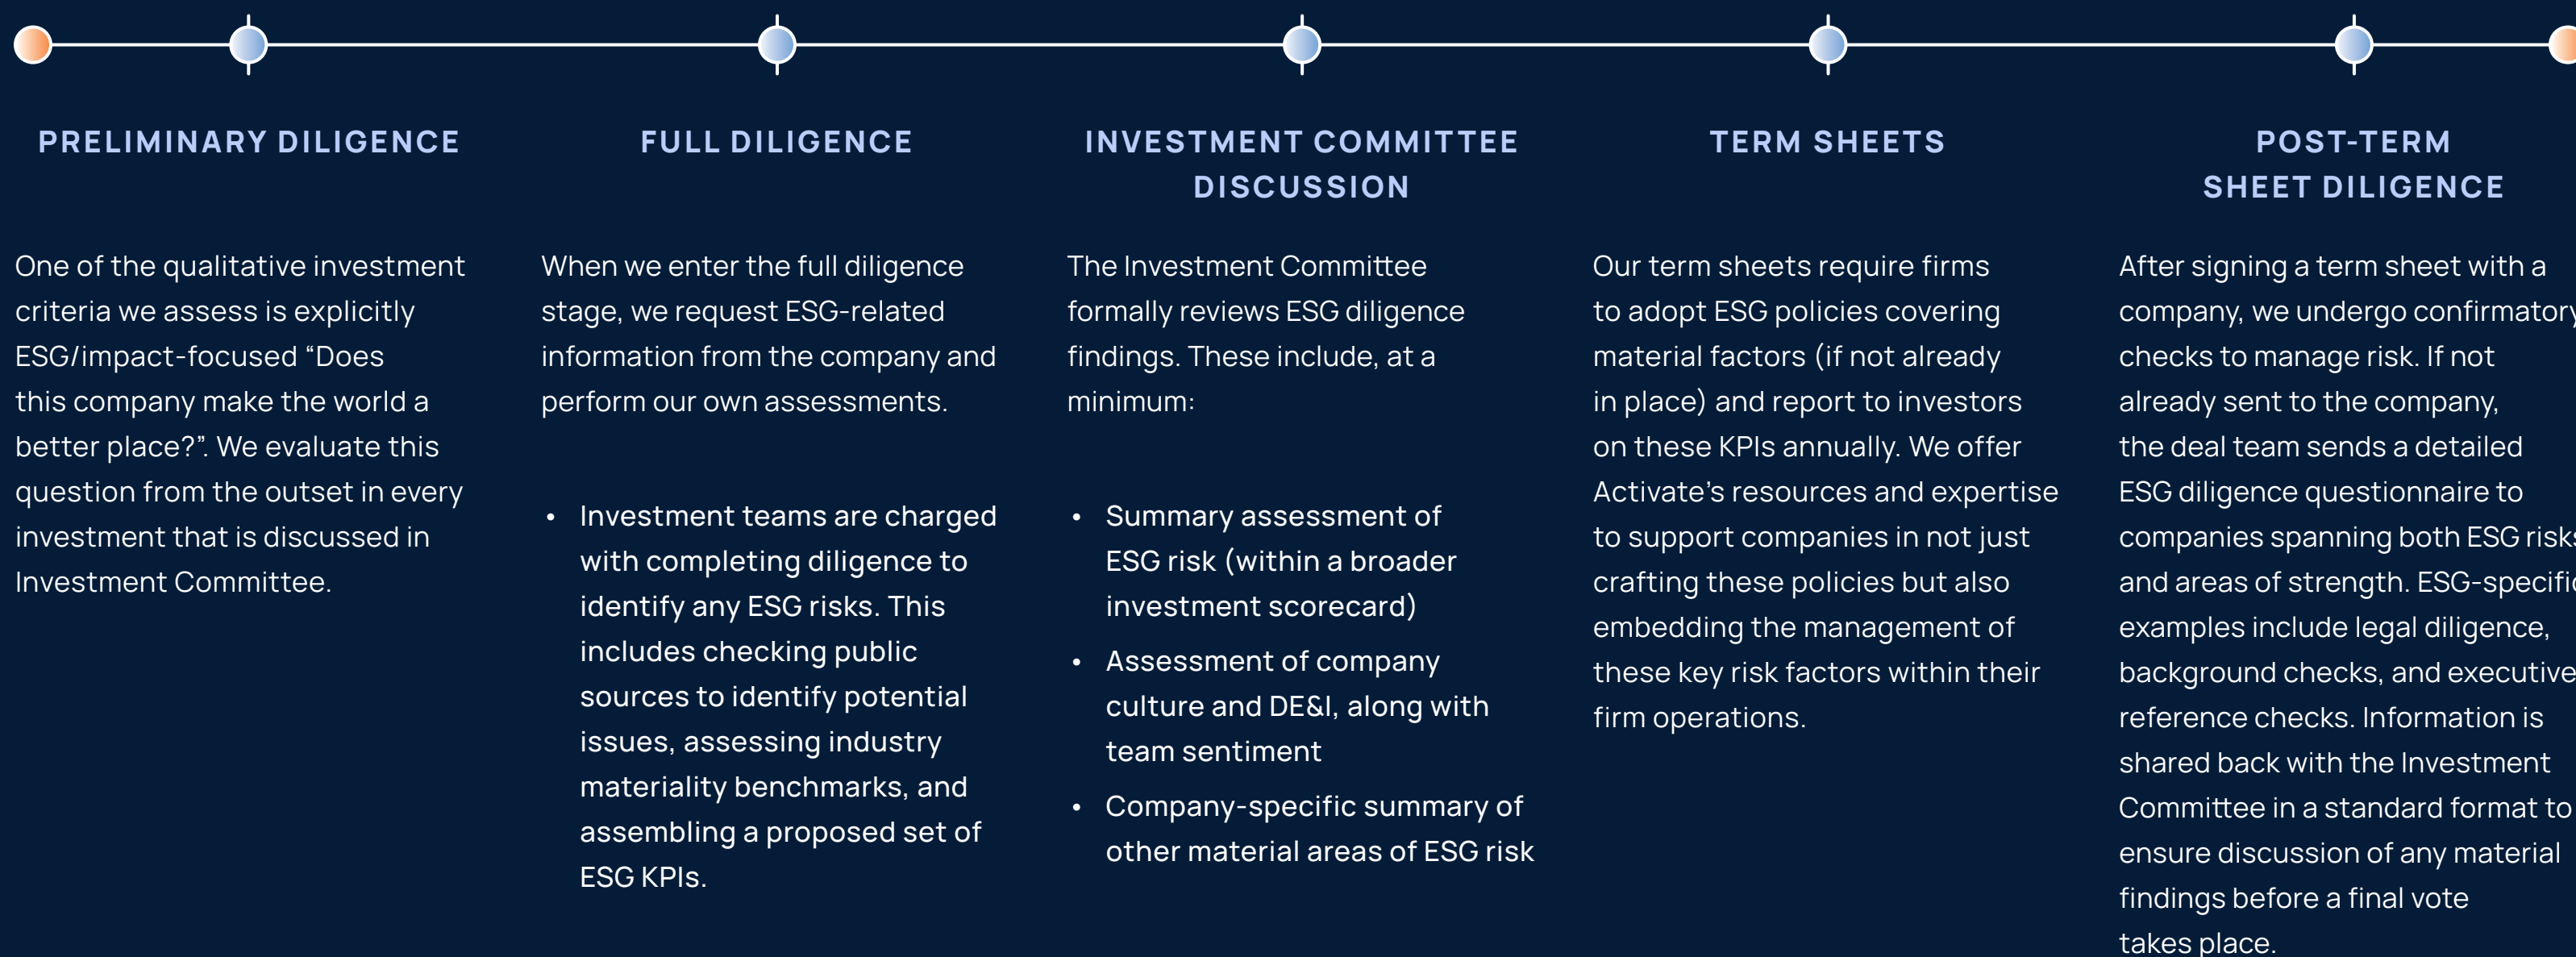 PRELIMINARY DILIGENCE
One of the qualitative investment
criteria we assess is explicitly
ESG/impact-focused “Does
this company make the world a
better place?”. We evaluate this
question from the outset in every
investment that is discussed in
Investment Committee.
FULL DILIGENCE
When we enter the full diligence
stage, we request ESG-related
information from the company and
perform our own assessments.
• Investment teams are charged
with completing diligence to
identify any ESG risks. This
includes checking public
sources to identify potential
issues, assessing industry
materiality benchmarks, and
assembling a proposed set of
ESG KPIs.
INVESTMENT COMMITTEE
DISCUSSION
The Investment Committee
formally reviews ESG diligence
findings. These include, at a
minimum:
• Summary assessment of
ESG risk (within a broader
investment scorecard)
• Assessment of company
culture and DE&I, along with
team sentiment
• Company-specific summary of
other material areas of ESG risk
TERM SHEETS
Our term sheets require firms
to adopt ESG policies covering
material factors (if not already
in place) and report to investors
on these KPIs annually. We offer
Activate’s resources and expertise
to support companies in not just
crafting these policies but also
embedding the management of
these key risk factors within their
firm operations.
POST-TERM
SHEET DILIGENCE
After signing a term sheet with a
company, we undergo confirmatory
checks to manage risk. If not
already sent to the company,
the deal team sends a detailed
ESG diligence questionnaire to
companies spanning both ESG risks
and areas of strength. ESG-specific
examples include legal diligence,
background checks, and executive
reference checks. Information is
shared back with the Investment
Committee in a standard format to
ensure discussion of any material
findings before a final vote
takes place.